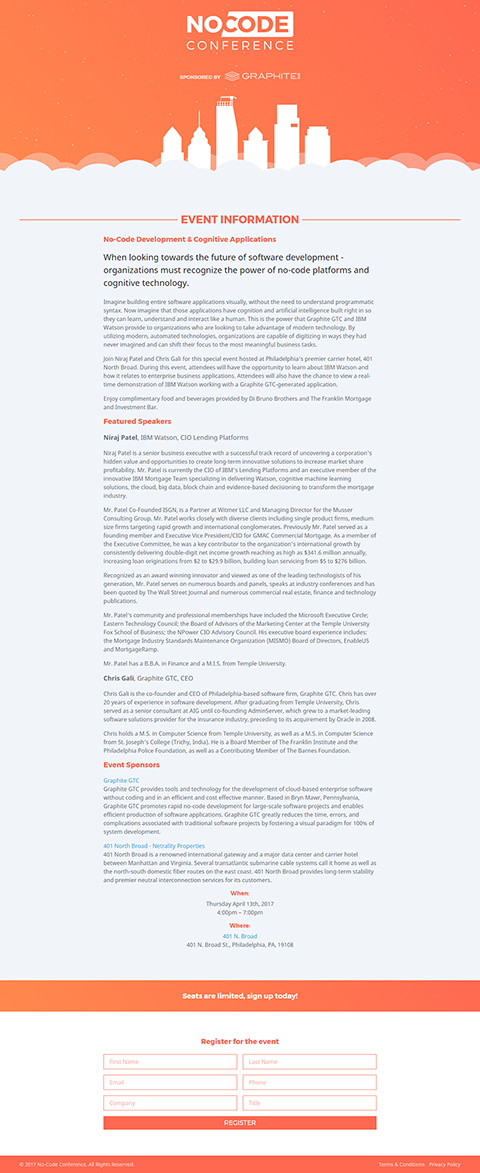 NOCODE
CONFERENCE
SPONSORED BY GRAPHITE
EVENT INFORMATION
No-Code Development & Cognitive Applications
When looking towards the future of software development -
organizations must recognize the power of no-code platforms and
cognitive technology.
Imagine building entire software applications visually, without the need to understand programmatic
syntax. Now imagine that those applications have cognition and artificial intelligence built right in so
they can learn, understand and interact like a human. This is the power that Graphite GTC and IBM
Watson provide to organizations who are looking to take advantage of modern technology. By
utilizing modern, automated technologies, organizations are capable of digitizing in ways they had
never imagined and can shift their focus to the most meaningful business tasks.
Join Niraj Patel and Chris Gali for this special event hosted at Philadelphia's premier carrier hotel, 401
North Broad. During this event, attendees will have the opportunity to learn about IBM Watson and
how it relates to enterprise business applications. Attendees will also have the chance to view a real-
time demonstration of IBM Watson working with a Graphite GTC-generated application.
Enjoy complimentary food and beverages provided by Di Bruno Brothers and The Franklin Mortgage
and Investment Bar.
Featured Speakers
Niraj Patel, IBM Watson, CIO Lending Platforms
Niraj Patel is a senior business executive with a successful track record of uncovering a corporation's
hidden value and opportunities to create long-term innovative solutions to increase market share
profitability. Mr. Patel is currently the CIO of IBM's Lending Platforms and an executive member of the
innovative IBM Mortgage Team specializing in delivering Watson, cognitive machine learning
solutions, the cloud, big data, block chain and evidence-based decisioning to transform the mortgage
industry.
Mr. Patel Co-Founded ISGN, is a Partner at Witmer LLC and Managing Director for the Musser
Consulting Group. Mr. Patel works closely with diverse clients including single product firms, medium
size firms targeting rapid growth and international conglomerates. Previously Mr. Patel served as a
founding member and Executive Vice President/CIO for GMAC Commercial Mortgage. As a member of
the Executive Committee, he was a key contributor to the organization's international growth by
consistently delivering double-digit net income growth reaching as high as $341.6 million annually,
increasing loan originations from $2 to $29.9 billion, building loan servicing from $5 to $276 billion.
Recognized as an award winning innovator and viewed as one of the leading technologists of his
generation, Mr. Patel serves on numerous boards and panels, speaks at industry conferences and has
been quoted by The Wall Street Journal and numerous commercial real estate, finance and technology
publications.
Mr. Patel's community and professional memberships have included the Microsoft Executive Circle;
Eastern Technology Council; the Board of Advisors of the Marketing Center at the Temple University
Fox School of Business; the NPower CIO Advisory Council. His executive board experience includes:
the Mortgage Industry Standards Maintenance Organization (MISMO) Board of Directors, EnableUS
and MortgageRamp.
Mr. Patel has a B.B.A. in Finance and a M.I.S. from Temple University.
Chris Gali, Graphite GTC, CEO
Chris Gali is the co-founder and CEO of Philadelphia-based software firm, Graphite GTC. Chris has over
20 years of experience in software development. After graduating from Temple University, Chris
served as a senior consultant at AIG until co-founding AdminServer, which grew to a market-leading
software solutions provider for the insurance industry, preceding to its acquirement by Oracle in 2008.
Chris holds a M.S. in Computer Science from Temple University, as well as a M.S. in Computer Science
from St. Joseph's College (Trichy, India). He is a Board Member of The Franklin Institute and the
Philadelphia Police Foundation, as well as a Contributing Member of The Barnes Foundation.
Event Sponsors
Graphite GTC
Graphite GTC provides tools and technology for the development of cloud-based enterprise software
without coding and in an efficient and cost effective manner. Based in Bryn Mawr, Pennsylvania,
Graphite GTC promotes rapid no-code development for large-scale software projects and enables
efficient production of software applications. Graphite GTC greatly reduces the time, errors, and
complications associated with traditional software projects by fostering a visual paradigm for 100% of
system development.
401 North Broad - Netrality Properties
401 North Broad is a renowned international gateway and a major data center and carrier hotel
between Manhattan and Virginia. Several transatlantic submarine cable systems call it home as well as
the north-south domestic fiber routes on the east coast. 401 North Broad provides long-term stability
and premier neutral interconnection services for its customers.
When:
Thursday April 13th, 2017
4:00pm – 7:00pm
Where:
401 N. Broad
401 N. Broad St., Philadelphia, PA, 19108
Seats are limited, sign up today!
Register for the event
First Name Last Name
Email Phone
Company Title
REGISTER
© 2017 No-Code Conference. All Rights Reserved. Terms & Conditions Privacy Policy